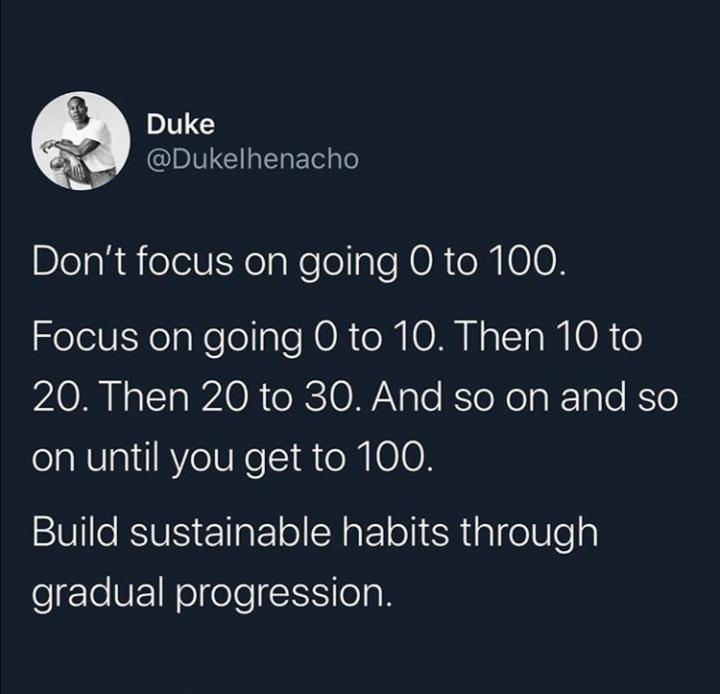 Duke
@DukeIhenacho
Don't focus on going 0 to 100.
Focus on going 0 to 10. Then 10 to
20. Then 20 to 30. And so on and so
on until you get to 100.
Build sustainable habits through
gradual progression.